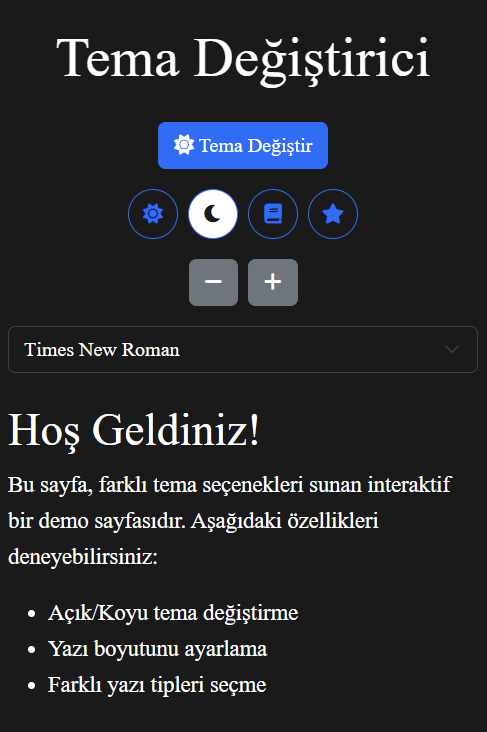 Tema Değiştirici
Tema Değiştir
Times New Roman
Hoş Geldiniz!
Bu sayfa, farklı tema seçenekleri sunan interaktif
bir demo sayfasıdır. Aşağıdaki özellikleri
deneyebilirsiniz:
• Açık/Koyu tema değiştirme
• Yazı boyutunu ayarlama
• Farklı yazı tipleri seçme